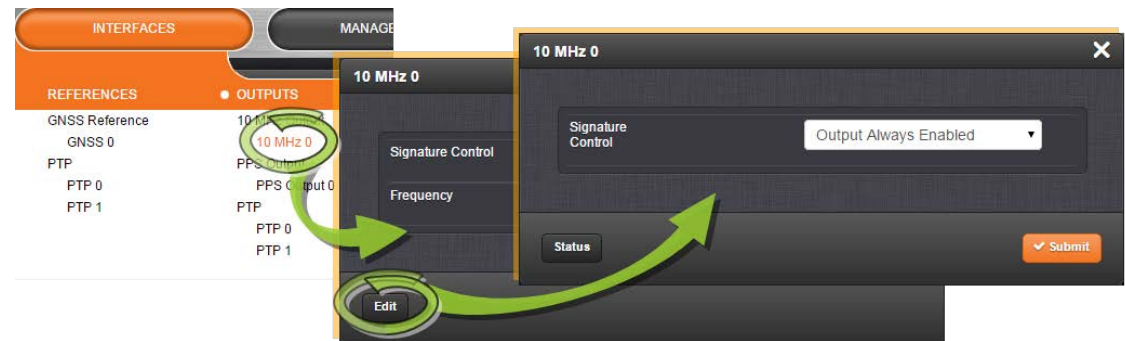 INTERFACES
REFERENCES
GNSS Reference
GNSS 0
PTP
PTP 0
PTP 1
OUTPUTS
10
10 MHz 0
PPS
PPS Output 0
PTP
PTP 0
PTP 1
10 MHz 0
Signature Control
Frequency
Edit
10 MHz 0
Signature
Control
Output Always Enabled
Status
Submit